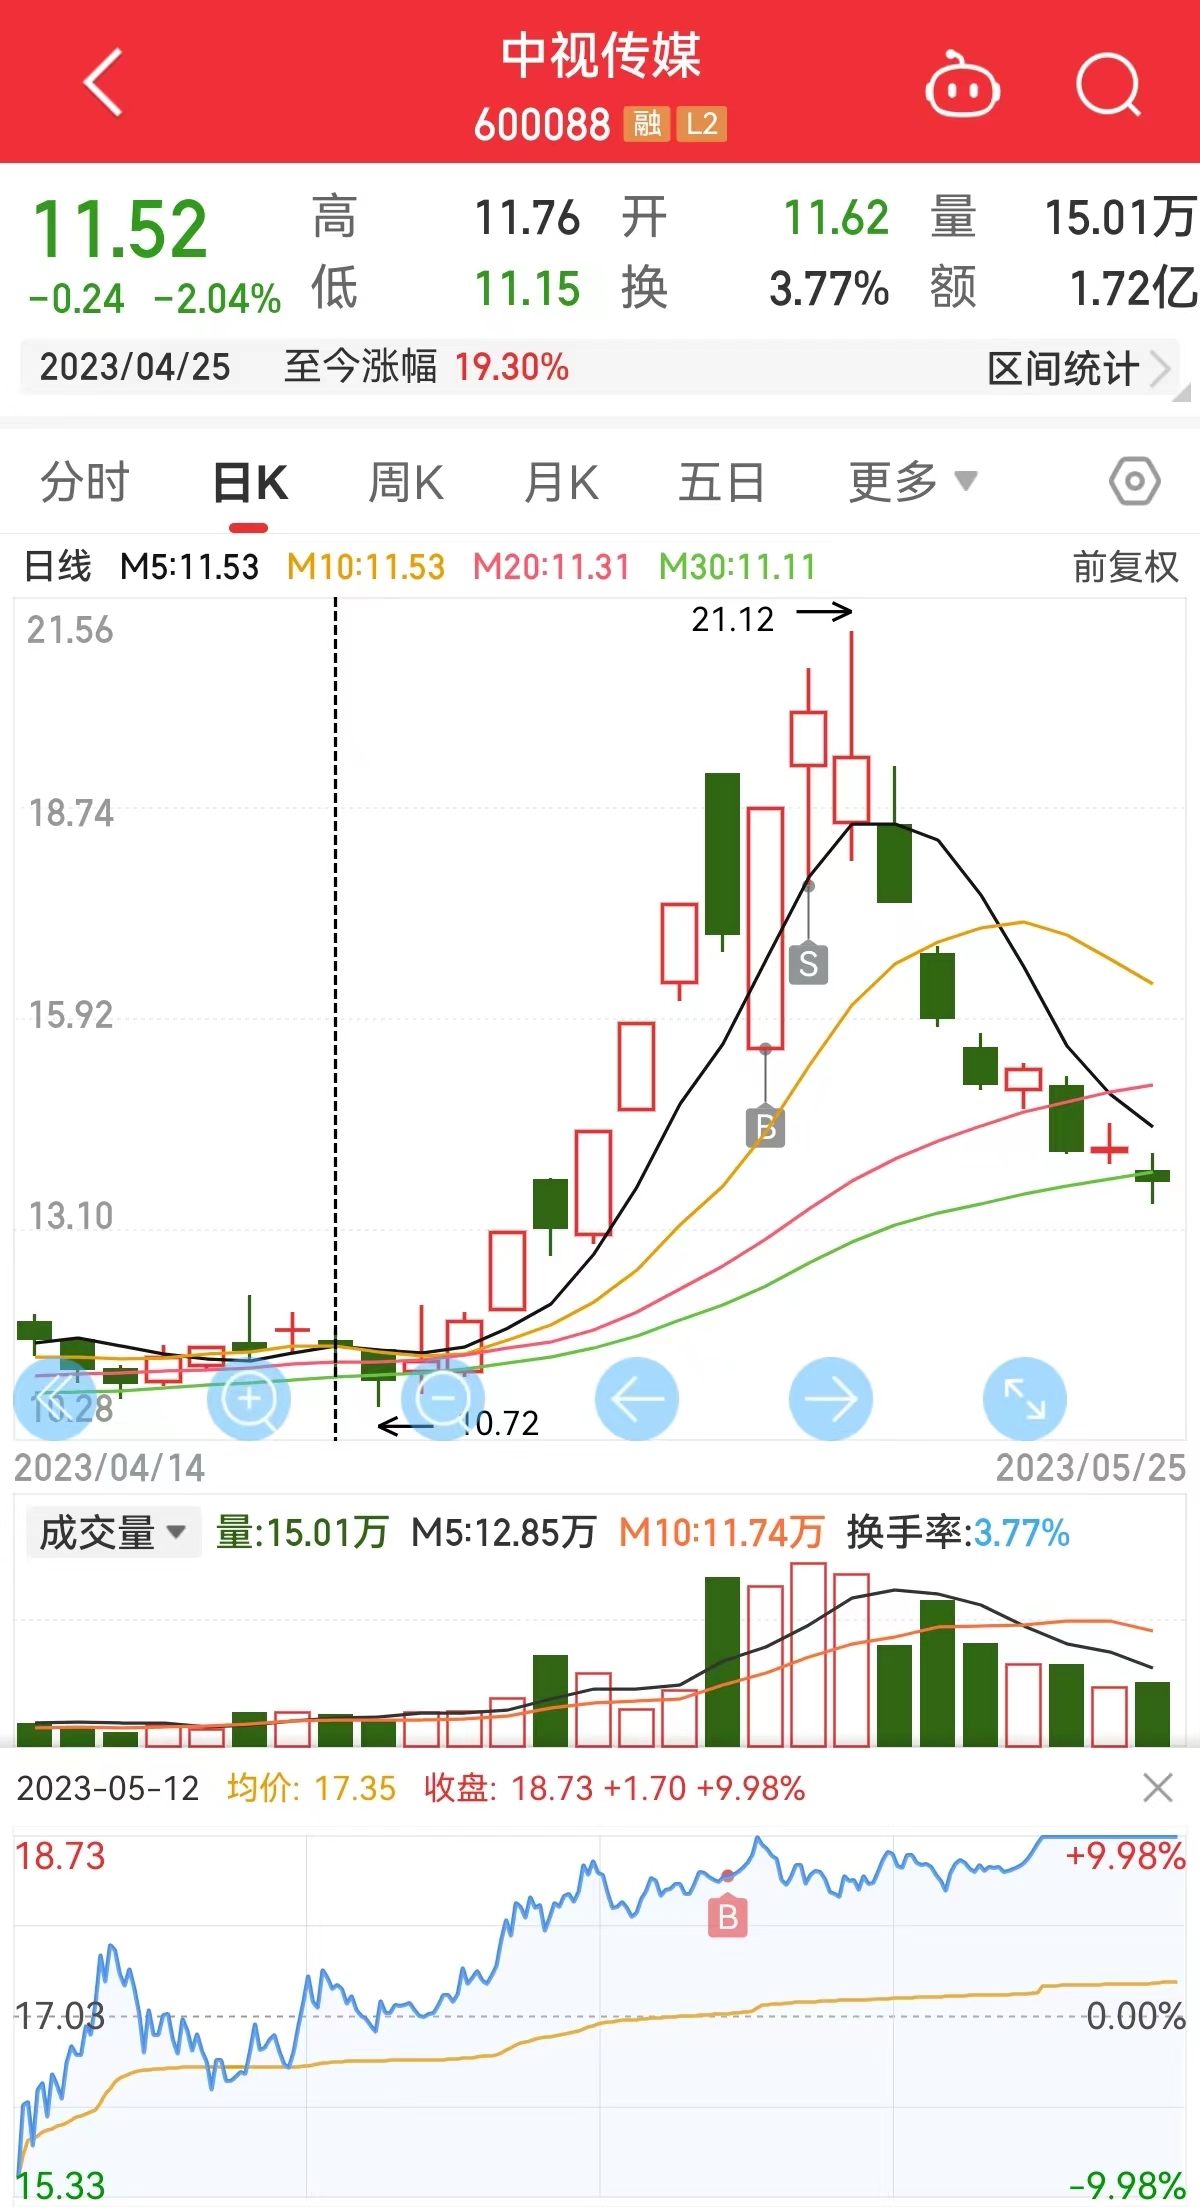 中视传媒
600088 融 L2
11.52 高 11.76 开 11.62 量 15.01万
-0.24 -2.04% 低 11.15 换 3.77% 额 1.72亿
2023/04/25 至今涨幅 19.30% 区间统计
分时 日K 周K 月K 五日 更多
日线 M5:11.53 M10:11.53 M20:11.31 M30:11.11 前复权
21.56
21.12
18.74
S
15.92
B
13.10
10.28
10.72
2023/04/14 2023/05/25
成交量 量:15.01万 M5:12.85万 M10:11.74万 换手率:3.77%
2023-05-12 均价: 17.35 收盘: 18.73 +1.70 +9.98%
18.73 +9.98%
B
17.03 0.00%
15.33 -9.98%